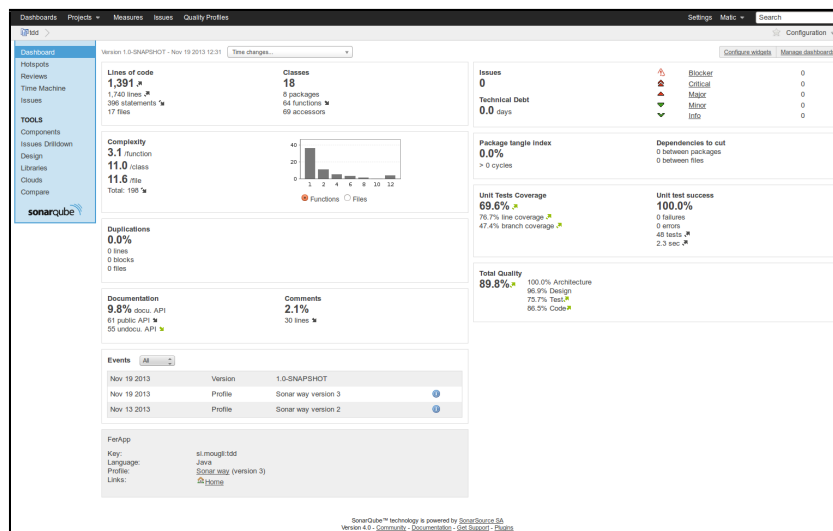 Dashboards Projects Measures Issues Quality Profiles Settings Matic Search
tdd Configuration
Dashboard
Hotspots
Reviews
Time Machine
Issues
TOOLS
Components
Issues Drilldown
Design
Libraries
Clouds
Compare
sonarqube
Version 1.0-SNAPSHOT - Nov 19 2013 12:31 Time changes... Configure widgets Manage dashboards
Lines of code
1,391
1,740 lines
396 statements
17 files
Classes
18
8 packages
64 functions
69 accessors
Complexity
3.1 /function
11.0 /class
11.6 /file
Total: 198
40
20
0
1 2 4 6 8 10 12
Functions Files
Duplications
0.0%
0 lines
0 blocks
0 files
Documentation
9.8% docu. API
61 public API
55 undocu. API
Comments
2.1%
30 lines
Events All
Nov 19 2013 Version 1.0-SNAPSHOT
Nov 19 2013 Profile Sonar way version 3
Nov 13 2013 Profile Sonar way version 2
FerApp
Key: si.mougli:tdd
Language: Java
Profile: Sonar way (version 3)
Links: Home
Issues
0
Technical Debt
0.0 days
Blocker 0
Critical 0
Major 0
Minor 0
Info 0
Package tangle index
0.0%
> 0 cycles
Dependencies to cut
0 between packages
0 between files
Unit Tests Coverage
69.6%
76.7% line coverage
47.4% branch coverage
Unit test success
100.0%
0 failures
0 errors
48 tests
2.3 sec
Total Quality
89.8%
100.0% Architecture
96.9% Design
75.7% Test
86.5% Code
SonarQube™ technology is powered by SonarSource SA
Version 4.0 - Community - Documentation - Get Support - Plugins